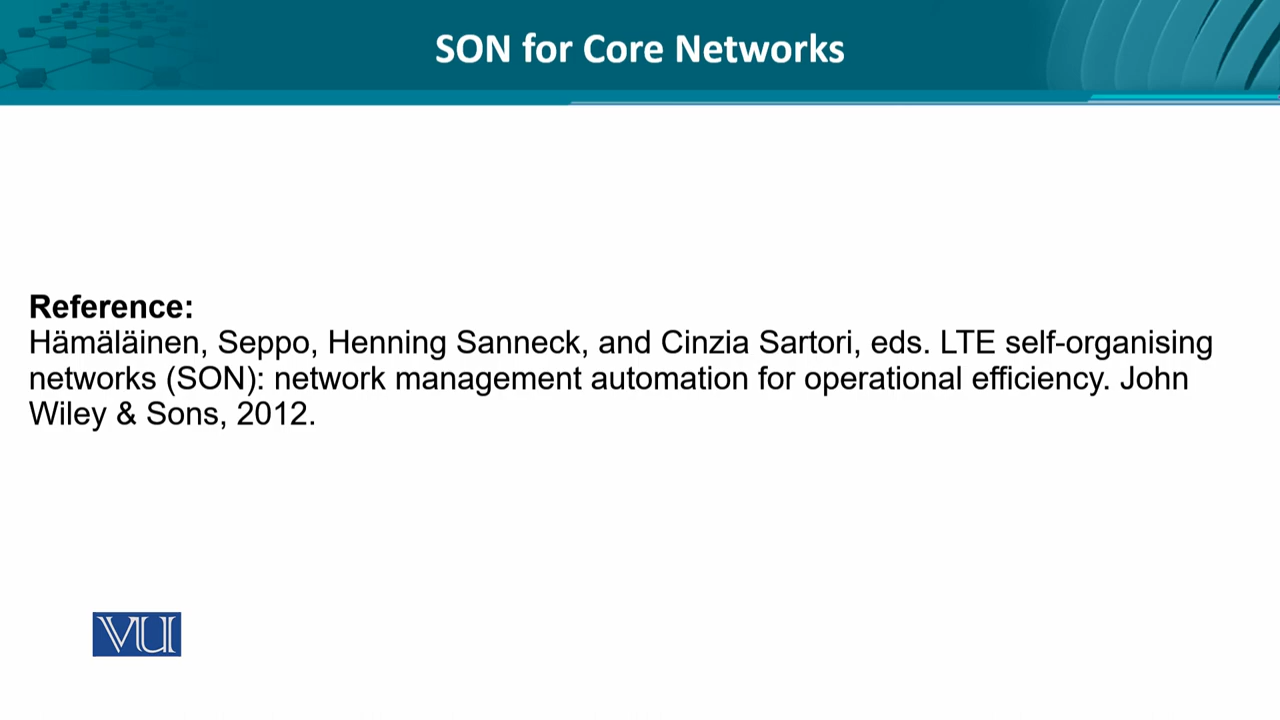 SON for Core Networks
Reference:
Hämäläinen, Seppo, Henning Sanneck, and Cinzia Sartori, eds. LTE self-organising
networks (SON): network management automation for operational efficiency. John
Wiley & Sons, 2012.
VU